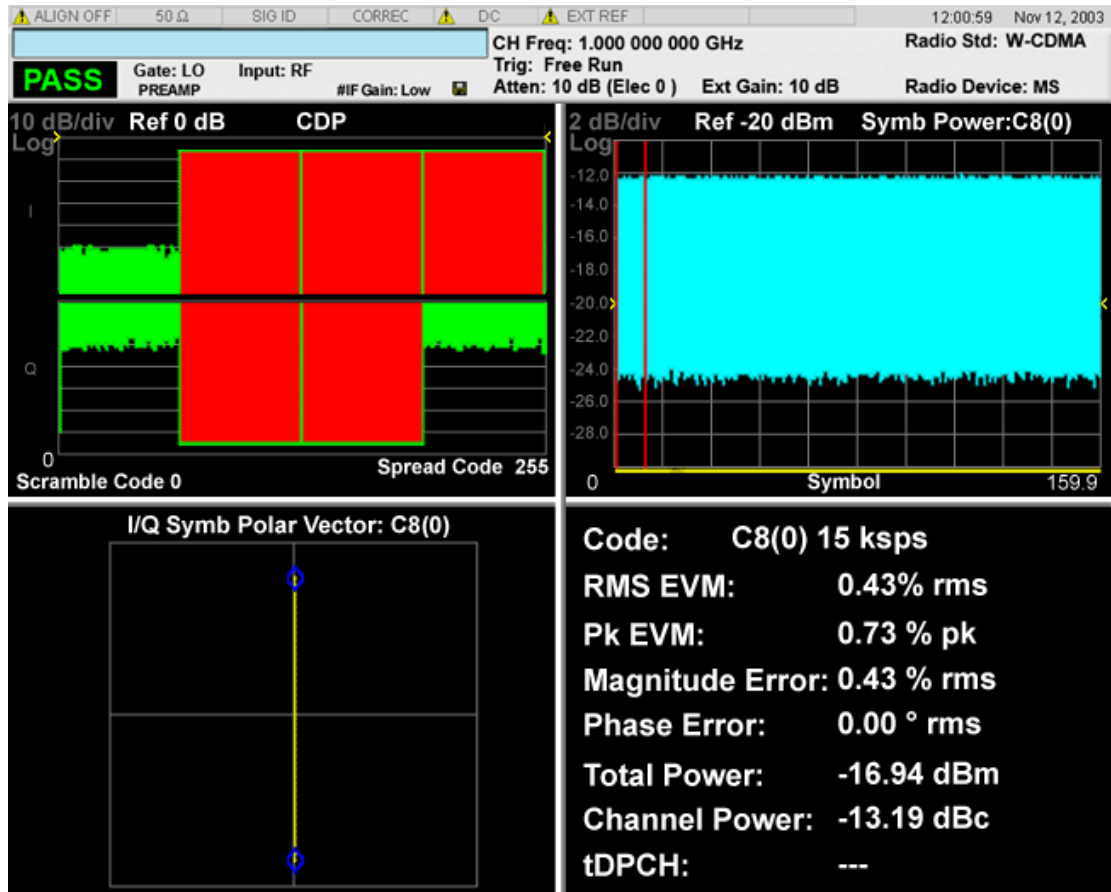 ALIGN OFF 50 Ω SIG ID CORREC DC EXT REF 12:00:59 Nov 12, 2003
CH Freq: 1.000 000 000 GHz Radio Std: W-CDMA
PASS Gate: LO Input: RF Trig: Free Run
PREAMP #IF Gain: Low Atten: 10 dB (Elec 0 ) Ext Gain: 10 dB Radio Device: MS
10 dB/div Ref 0 dB CDP
Log
I
Q
0
Spread Code 255
Scramble Code 0
2 dB/div Ref -20 dBm Symb Power:C8(0)
Log
-12.0
-14.0
-16.0
-18.0
-20.0
-22.0
-24.0
-26.0
-28.0
0 Symbol 159.9
I/Q Symb Polar Vector: C8(0)
Code: C8(0) 15 ksps
RMS EVM: 0.43% rms
Pk EVM: 0.73 % pk
Magnitude Error: 0.43 % rms
Phase Error: 0.00 ° rms
Total Power: -16.94 dBm
Channel Power: -13.19 dBc
tDPCH: ---